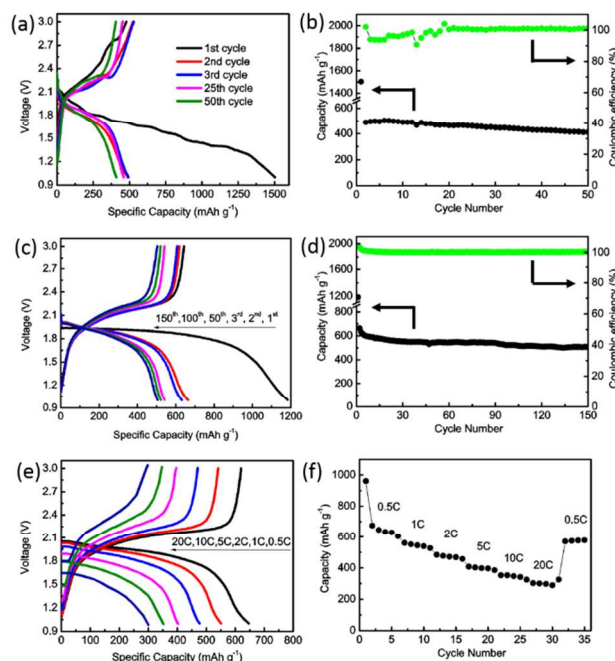 (a)
3.0
2.7
2.4
2.1
1.8
1.5
1.2
0.9
Voltage (V)
1st cycle
2nd cycle
3rd cycle
25th cycle
50th cycle
0 250 500 750 1000 1250 1500
Specific Capacity (mAh g⁻¹)
(b)
2000
1800
1600
1400
600
400
200
0
Capacity (mAh g⁻¹)
100
80
60
40
20
0
Coulombic efficiency (%)
0 10 20 30 40 50
Cycle Number
(c)
3.0
2.7
2.4
2.1
1.8
1.5
1.2
0.9
Voltage (V)
150th, 100th, 50th, 3rd, 2nd, 1st
0 200 400 600 800 1000 1200
Specific Capacity (mAh g⁻¹)
(d)
2000
1600
1200
800
600
400
200
0
Capacity (mAh g⁻¹)
100
80
60
40
20
0
Coulombic efficiency (%)
0 30 60 90 120 150
Cycle Number
(e)
3.0
2.7
2.4
2.1
1.8
1.5
1.2
0.9
Voltage (V)
20C,10C,5C,2C,1C,0.5C
0 100 200 300 400 500 600 700 800
Specific Capacity (mAh g⁻¹)
(f)
1000
800
600
400
200
0
Capacity (mAh g⁻¹)
0.5C
1C
2C
5C
10C
20C
0.5C
0 5 10 15 20 25 30 35
Cycle Number